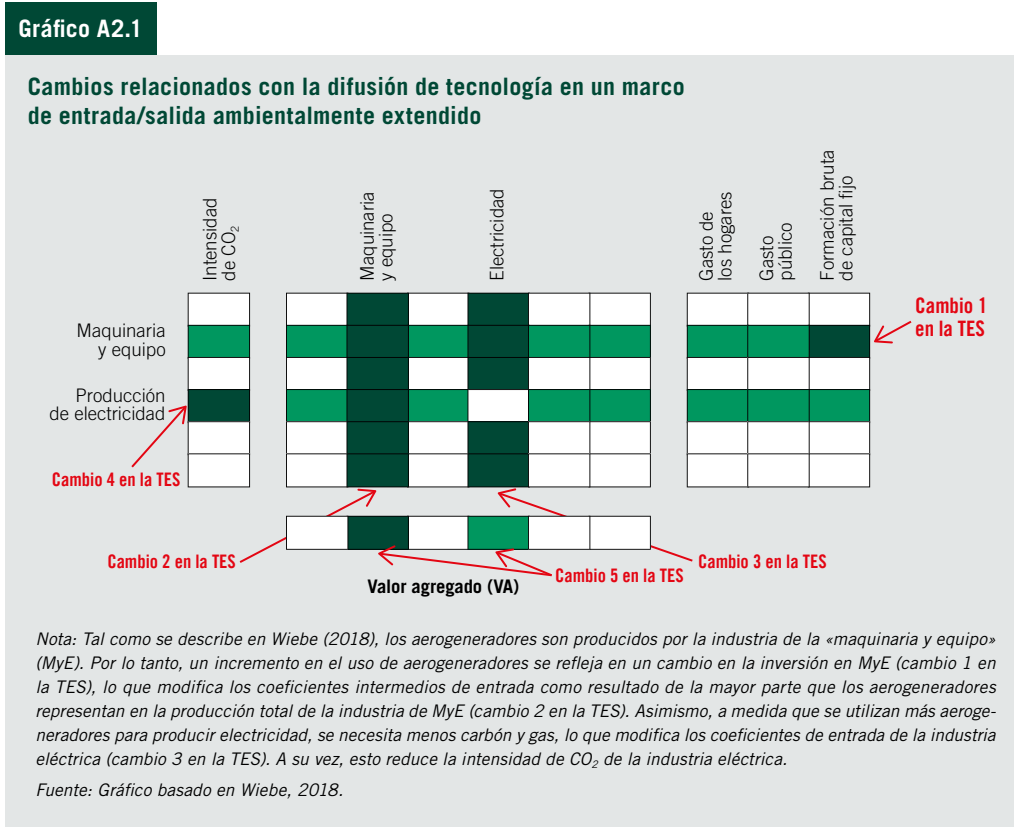 Gráfico A2.1
Cambios relacionados con la difusión de tecnología en un marco
de entrada/salida ambientalmente extendido
Intensidad
de CO₂
Maquinaria
y equipo
Electricidad
Gasto de
los hogares
Gasto
público
Formación bruta
de capital fijo
Cambio 1
en la TES
Maquinaria
y equipo
Producción
de electricidad
Cambio 4 en la TES
Cambio 2 en la TES
Cambio 5 en la TES
Cambio 3 en la TES
Valor agregado (VA)
Nota: Tal como se describe en Wiebe (2018), los aerogeneradores son producidos por la industria de la «maquinaria y equipo»
(MyE). Por lo tanto, un incremento en el uso de aerogeneradores se refleja en un cambio en la inversión en MyE (cambio 1 en
la TES), lo que modifica los coeficientes intermedios de entrada como resultado de la mayor parte que los aerogeneradores
representan en la producción total de la industria de MyE (cambio 2 en la TES). Asimismo, a medida que se utilizan más aeroge-
neradores para producir electricidad, se necesita menos carbón y gas, lo que modifica los coeficientes de entrada de la industria
eléctrica (cambio 3 en la TES). A su vez, esto reduce la intensidad de CO₂ de la industria eléctrica.
Fuente: Gráfico basado en Wiebe, 2018.